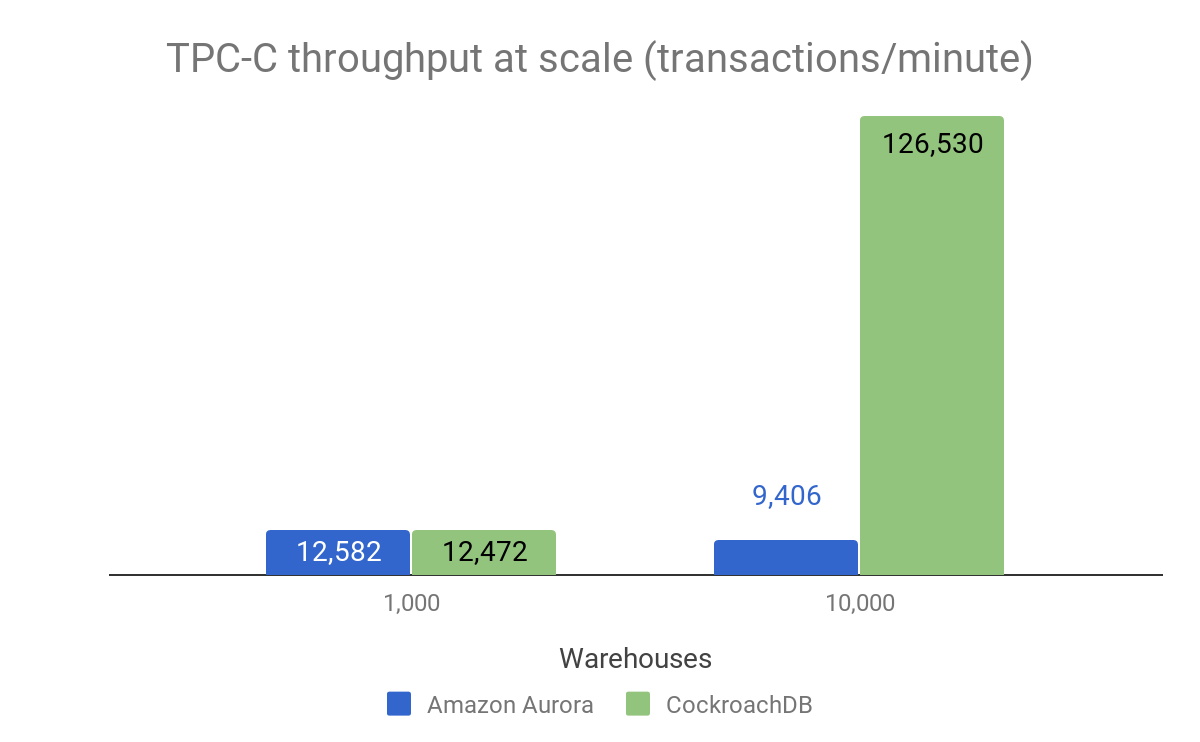 TPC-C throughput at scale (transactions/minute)
126,530
9,406
12,582 12,472
1,000 10,000
Warehouses
Amazon Aurora CockroachDB